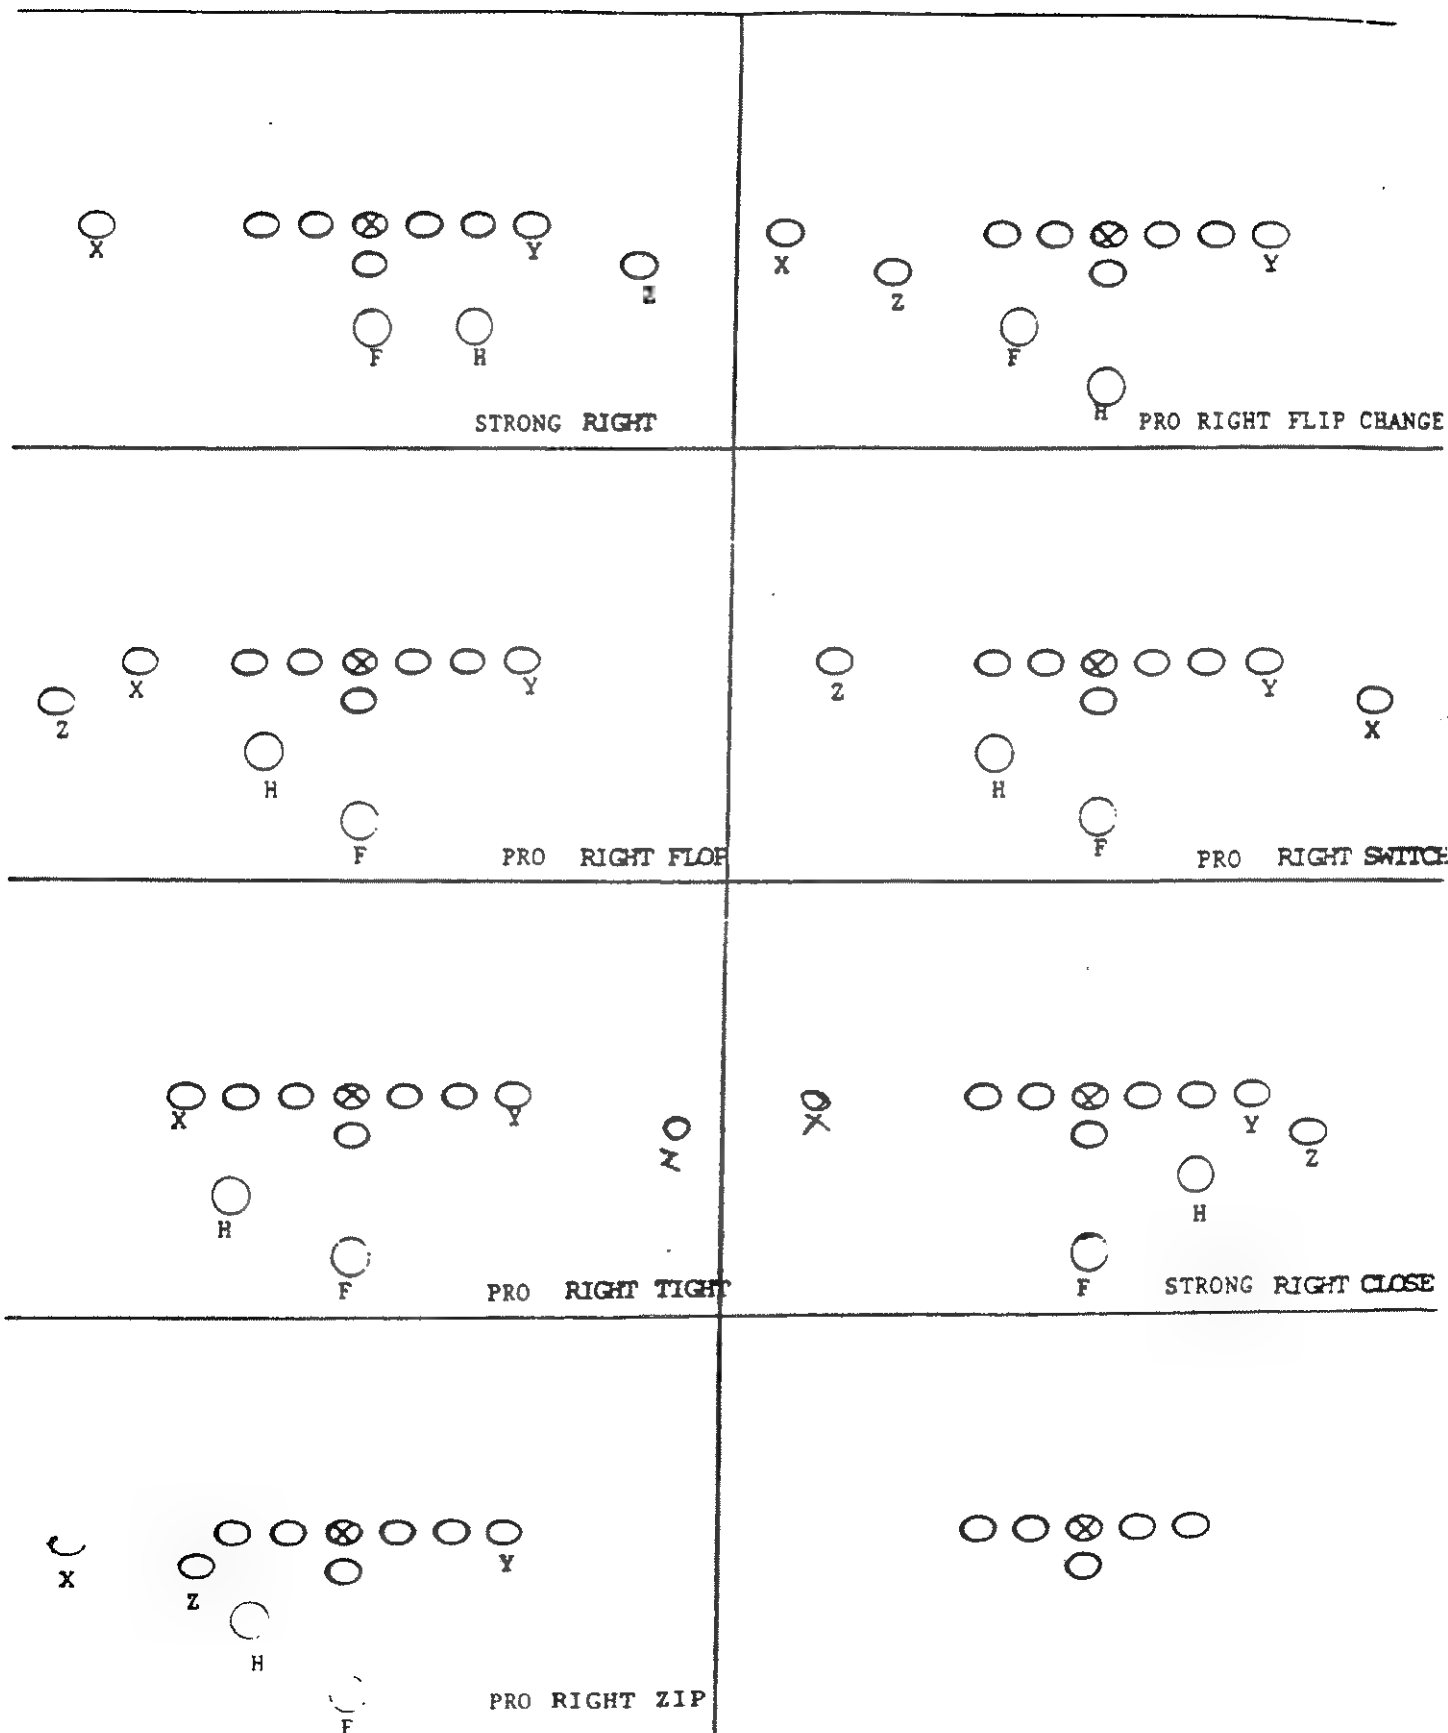 X Y
Z
F H
STRONG RIGHT
X Y
Z
F
H PRO RIGHT FLIP CHANGE
X Y
Z
H
F PRO RIGHT FLOP
Z Y
X
H
F PRO RIGHT SWITCH
X Y
Z
H
F PRO RIGHT TIGHT
X Y
Z
H
F STRONG RIGHT CLOSE
X Y
Z
H
PRO RIGHT ZIP
F